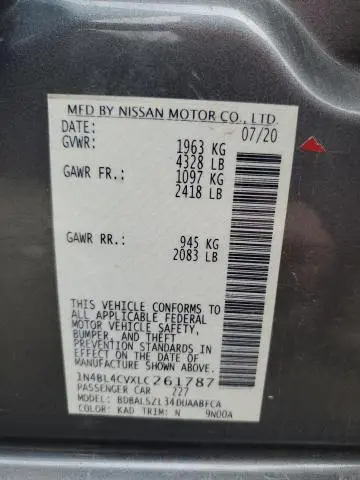 MFD BY NISSAN MOTOR CO., LTD.
DATE: 07/20
GVWR: 1963 KG
4328 LB
GAWR FR.: 1097 KG
2418 LB
GAWR RR.: 945 KG
2083 LB
THIS VEHICLE CONFORMS TO
ALL APPLICABLE FEDERAL
MOTOR VEHICLE SAFETY,
BUMPER, AND THEFT
PREVENTION STANDARDS IN
EFFECT ON THE DATE OF
MANUFACTURE SHOWN ABOVE.
1N4BL4CVXLC261787
PASSENGER CAR 227
MODEL: BDBALSZL34DUAABFCA
COLOR: KAD TRIM: N 9N00A